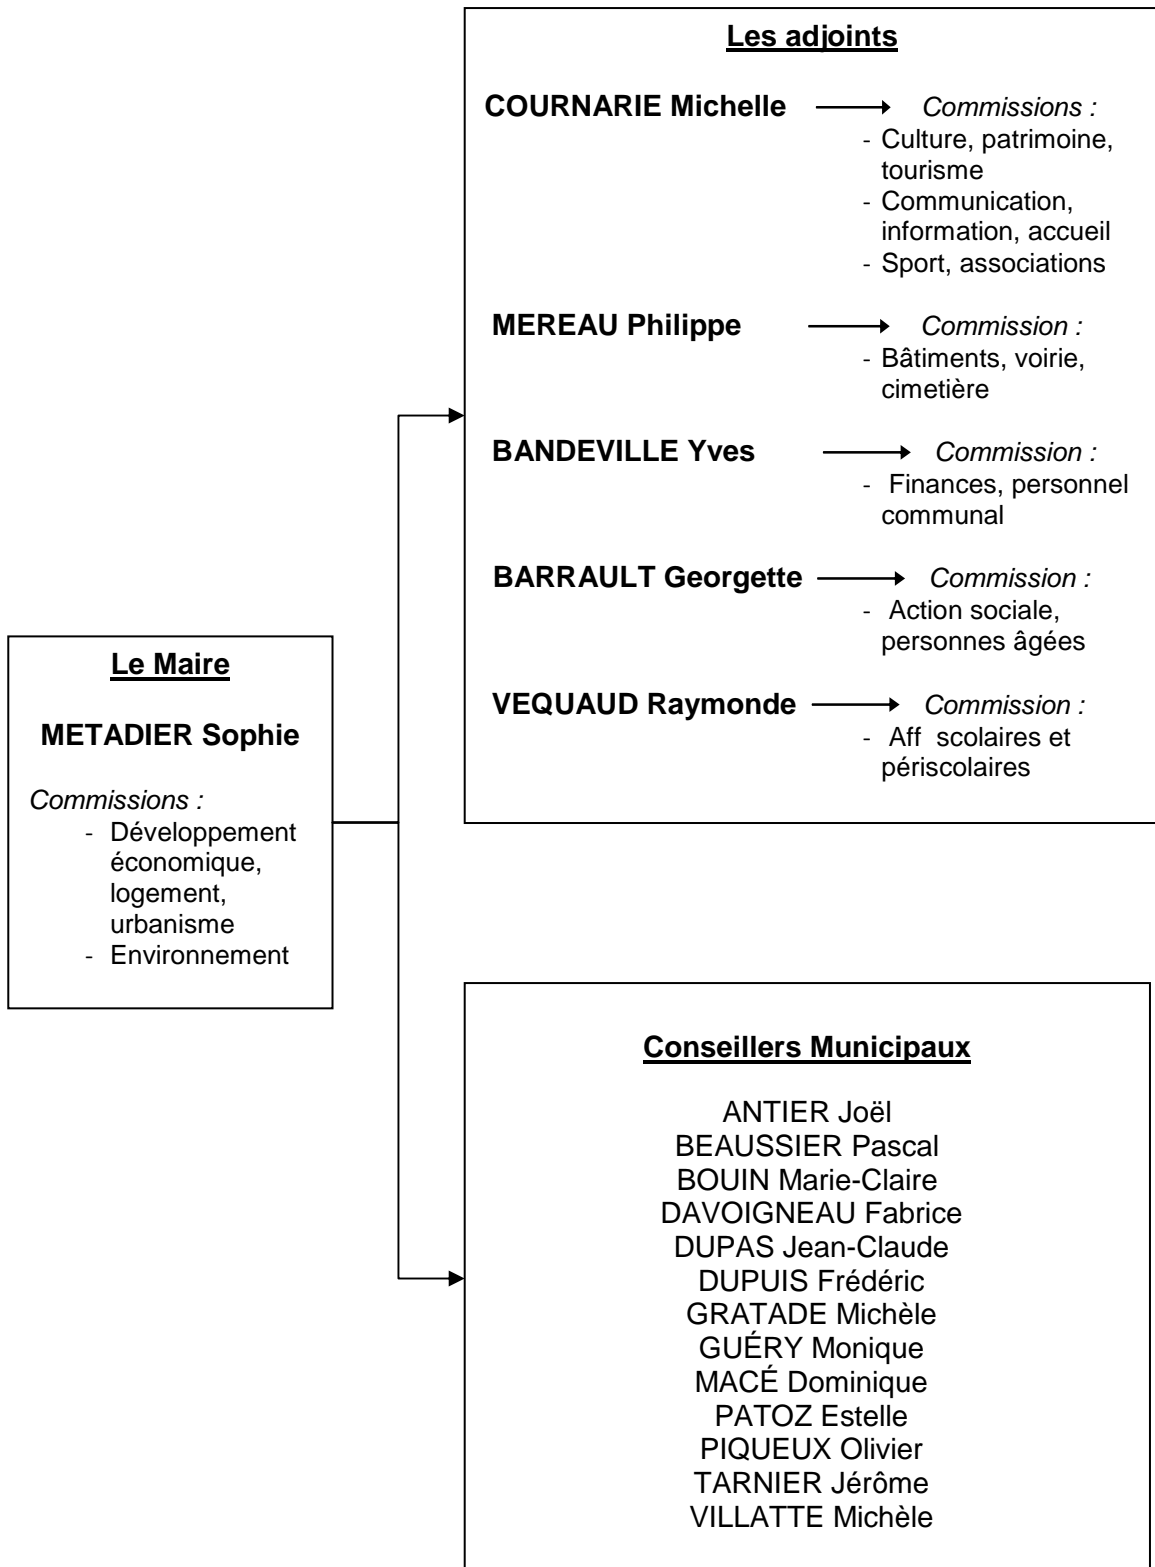 Les adjoints
COURNARIE Michelle
Commissions :
- Culture, patrimoine,
tourisme
- Communication,
information, accueil
- Sport, associations
MEREAU Philippe
Commission :
- Bâtiments, voirie,
cimetière
BANDEVILLE Yves
Commission :
- Finances, personnel
communal
BARRAULT Georgette
Commission :
- Action sociale,
personnes âgées
VEQUAUD Raymonde
Commission :
- Aff scolaires et
périscolaires
Le Maire
METADIER Sophie
Commissions :
- Développement
économique,
logement,
urbanisme
- Environnement
Conseillers Municipaux
ANTIER Joël
BEAUSSIER Pascal
BOUIN Marie-Claire
DAVOIGNEAU Fabrice
DUPAS Jean-Claude
DUPUIS Frédéric
GRATADE Michèle
GUÉRY Monique
MACÉ Dominique
PATOZ Estelle
PIQUEUX Olivier
TARNIER Jérôme
VILLATTE Michèle